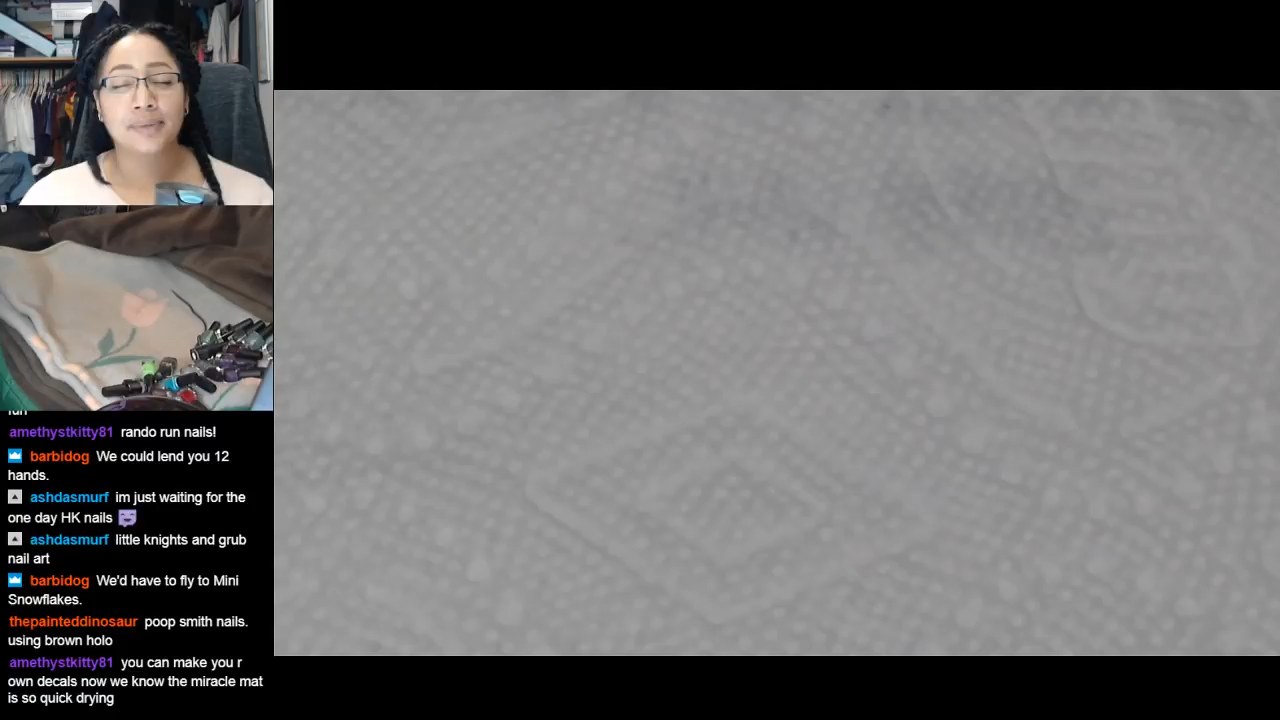 amethystkitty81 rando run nails!
barbidog We could lend you 12
hands.
ashdasmurf im just waiting for the
one day HK nails
ashdasmurf little knights and grub
nail art
barbidog We'd have to fly to Mini
Snowflakes.
thepainteddinosaur poop smith nails.
using brown holo
amethystkitty81 you can make you r
own decals now we know the miracle mat
is so quick drying